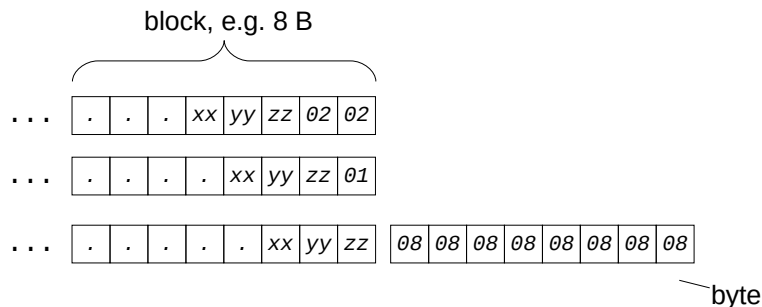 block, e.g. 8 B
... . . . xx yy zz 02 02
... . . . . xx yy zz 01
... . . . . . xx yy zz 08 08 08 08 08 08 08 08
byte